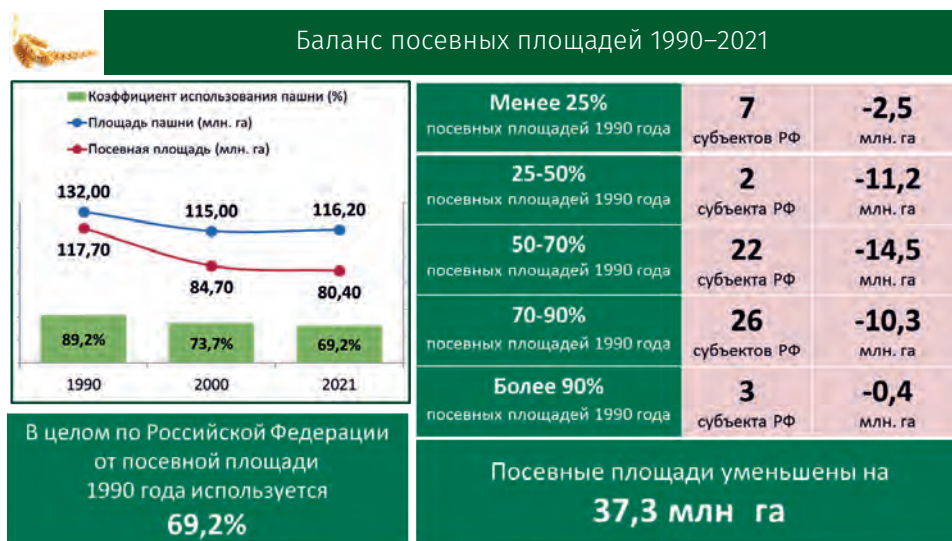 Баланс посевных площадей 1990–2021
Коэффициент использования пашни (%)
Площадь пашни (млн. га)
Посевная площадь (млн. га)
132,00
115,00
116,20
117,70
84,70
80,40
89,2%
73,7%
69,2%
1990
2000
2021
В целом по Российской Федерации
от посевной площади
1990 года используется
69,2%
Менее 25%
посевных площадей 1990 года
7
субъектов РФ
-2,5
млн. га
25-50%
посевных площадей 1990 года
2
субъекта РФ
-11,2
млн. га
50-70%
посевных площадей 1990 года
22
субъекта РФ
-14,5
млн. га
70-90%
посевных площадей 1990 года
26
субъектов РФ
-10,3
млн. га
Более 90%
посевных площадей 1990 года
3
субъекта РФ
-0,4
млн. га
Посевные площади уменьшены на
37,3 млн га